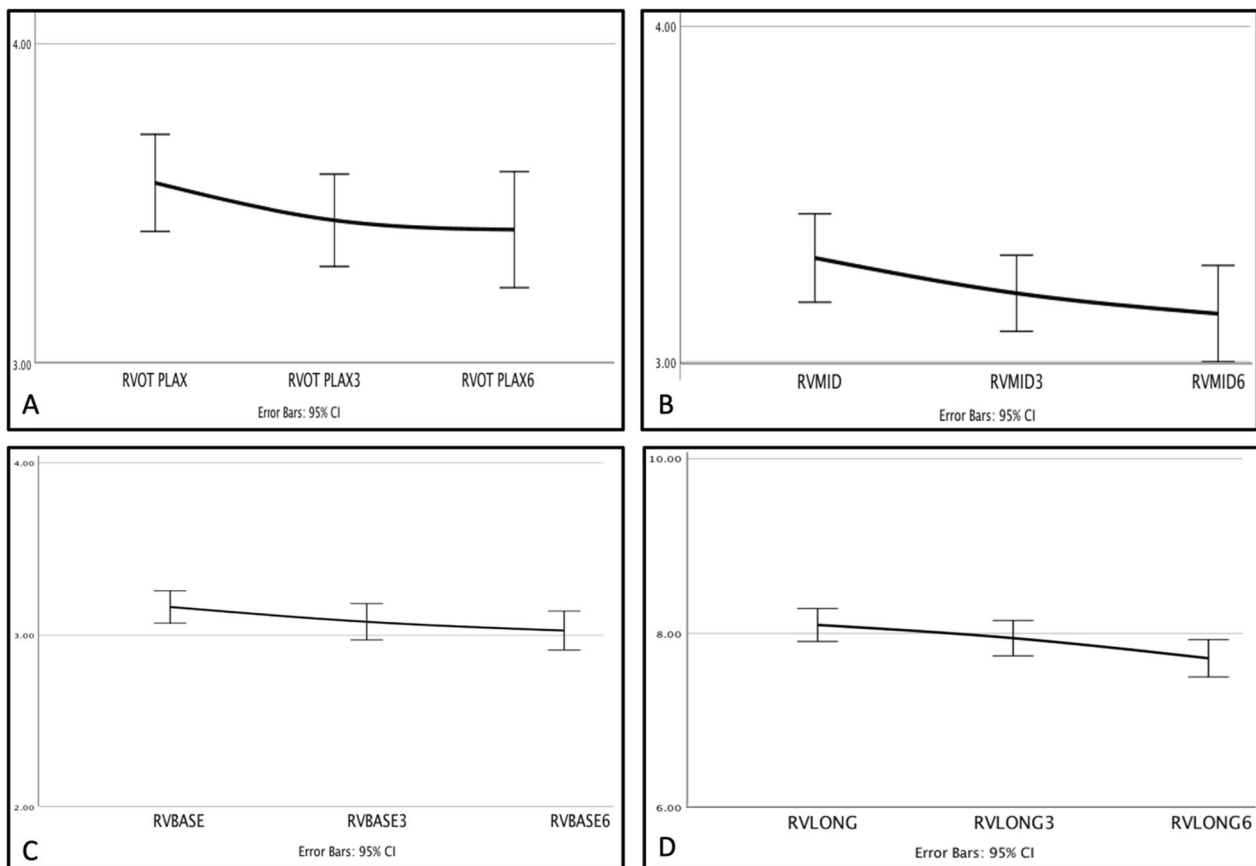 4.00
3.00
RVOT PLAX RVOT PLAX3 RVOT PLAX6
Error Bars: 95% CI
A
4.00
3.00
RVMID RVMID3 RVMID6
Error Bars: 95% CI
B
4.00
3.00
2.00
RVBASE RVBASE3 RVBASE6
Error Bars: 95% CI
C
10.00
8.00
6.00
RVLONG RVLONG3 RVLONG6
Error Bars: 95% CI
D